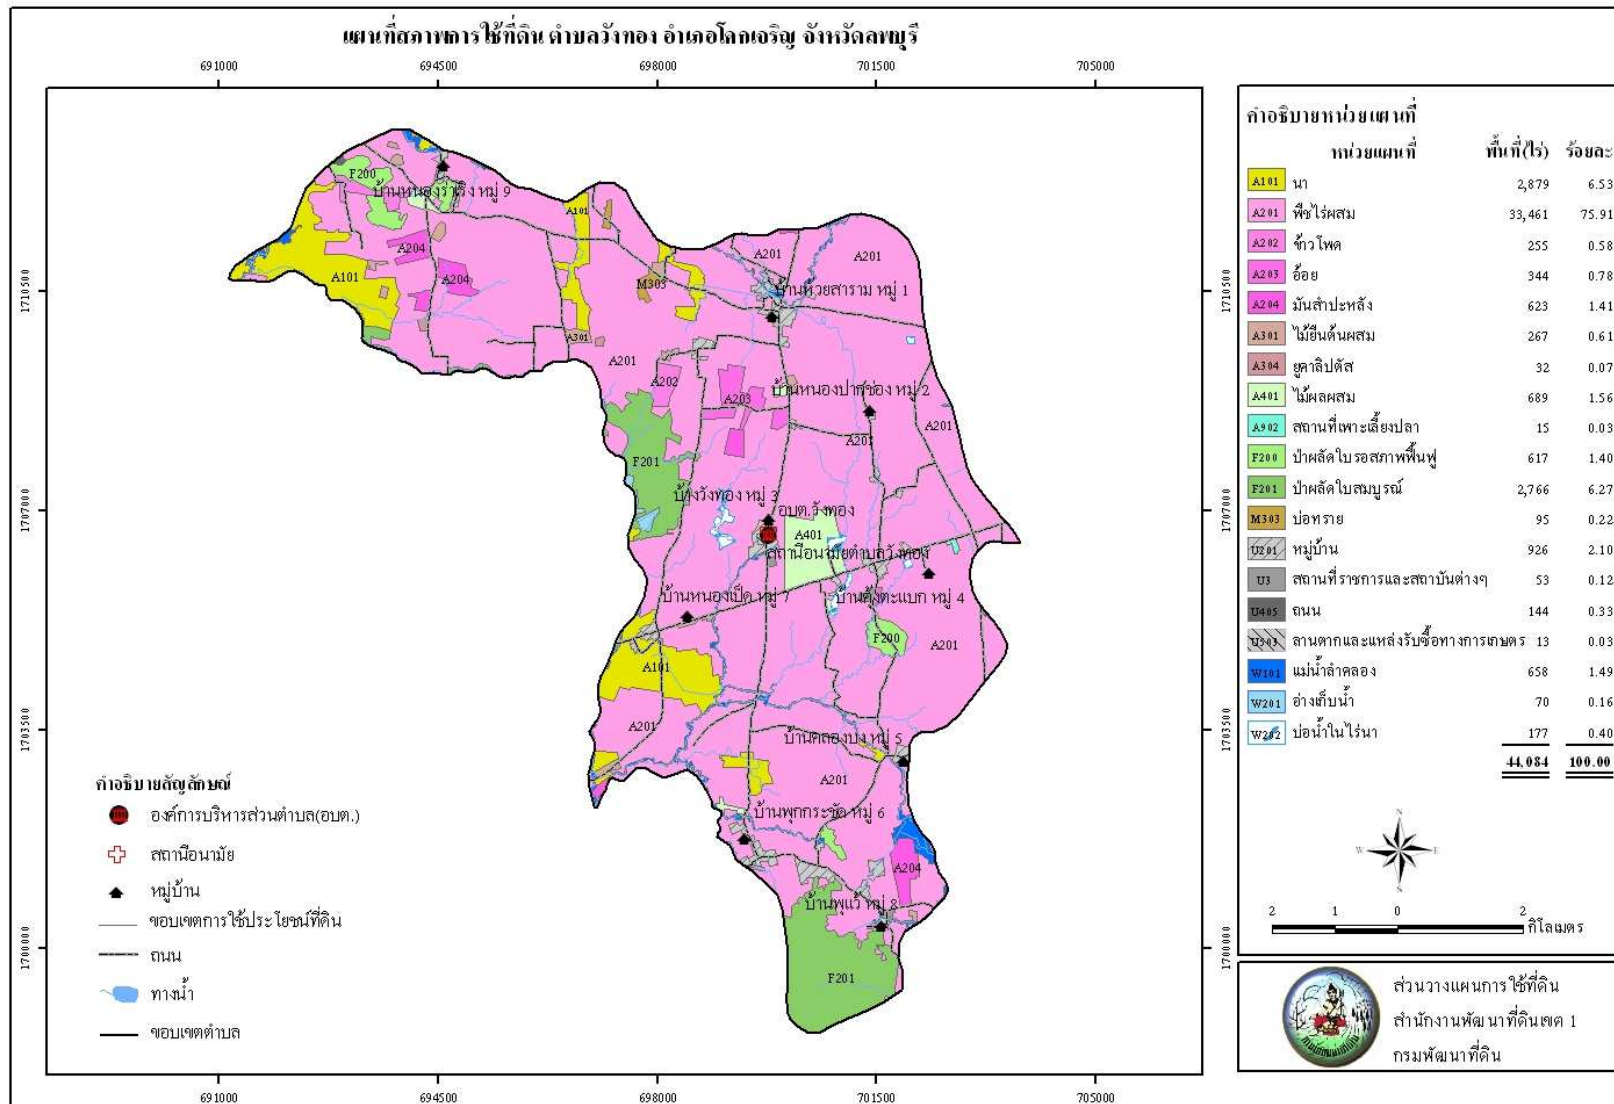 แผนที่สภาพการใช้ที่ดิน ตำบลวังทอง อำเภอโคกเจริญ จังหวัดลพบุรี
691000 694500 698000 701500 705000
1710500 1710500
1707000 1707000
1703500 1703500
1700000 1700000
691000 694500 698000 701500 705000
F200
บ้านหนองรำเริง หมู่ 9
A101
A204
A204
A101
M303
A201
A201
บ้านห้วยสาราม หมู่ 1
A301
A201
A202
A203
บ้านหนองปากช่อง หมู่ 2
A201
A201
F201
บ้างวังทอง หมู่ 3
อบต.วังทอง
A401
สถานีอนามัยตำบลวังทอง
บ้านหนองเป็ด หมู่ 7
บ้านคุ้งตะแบก หมู่ 4
F200
A201
A101
A201
บ้านคลองบง หมู่ 5
A201
บ้านพุกกระชัด หมู่ 6
A204
บ้านพุแว้ หมู่ 8
F201
คำอธิบายสัญลักษณ์
องค์การบริหารส่วนตำบล(อบต.)
สถานีอนามัย
หมู่บ้าน
ขอบเขตการใช้ประโยชน์ที่ดิน
ถนน
ทางน้ำ
ขอบเขตตำบล
คำอธิบายหน่วยแผนที่
หน่วยแผนที่ พื้นที่(ไร่) ร้อยละ
A101 นา 2,879 6.53
A201 พืชไร่ผสม 33,461 75.91
A202 ข้าวโพด 255 0.58
A203 อ้อย 344 0.78
A204 มันสำปะหลัง 623 1.41
A301 ไม้ยืนต้นผสม 267 0.61
A304 ยูคาลิปตัส 32 0.07
A401 ไม้ผลผสม 689 1.56
A902 สถานที่เพาะเลี้ยงปลา 15 0.03
F200 ป่าผลัดใบรอสภาพฟื้นฟู 617 1.40
F201 ป่าผลัดใบสมบูรณ์ 2,766 6.27
M303 บ่อทราย 95 0.22
U201 หมู่บ้าน 926 2.10
U3 สถานที่ราชการและสถาบันต่างๆ 53 0.12
U405 ถนน 144 0.33
U503 ลานตากและแหล่งรับซื้อทางการเกษตร 13 0.03
W101 แม่น้ำลำคลอง 658 1.49
W201 อ่างเก็บน้ำ 70 0.16
W202 บ่อน้ำในไร่นา 177 0.40
44,084 100.00
N
W E
S
2 1 0 2
กิโลเมตร
ส่วนวางแผนการใช้ที่ดิน
สำนักงานพัฒนาที่ดินเขต 1
กรมพัฒนาที่ดิน